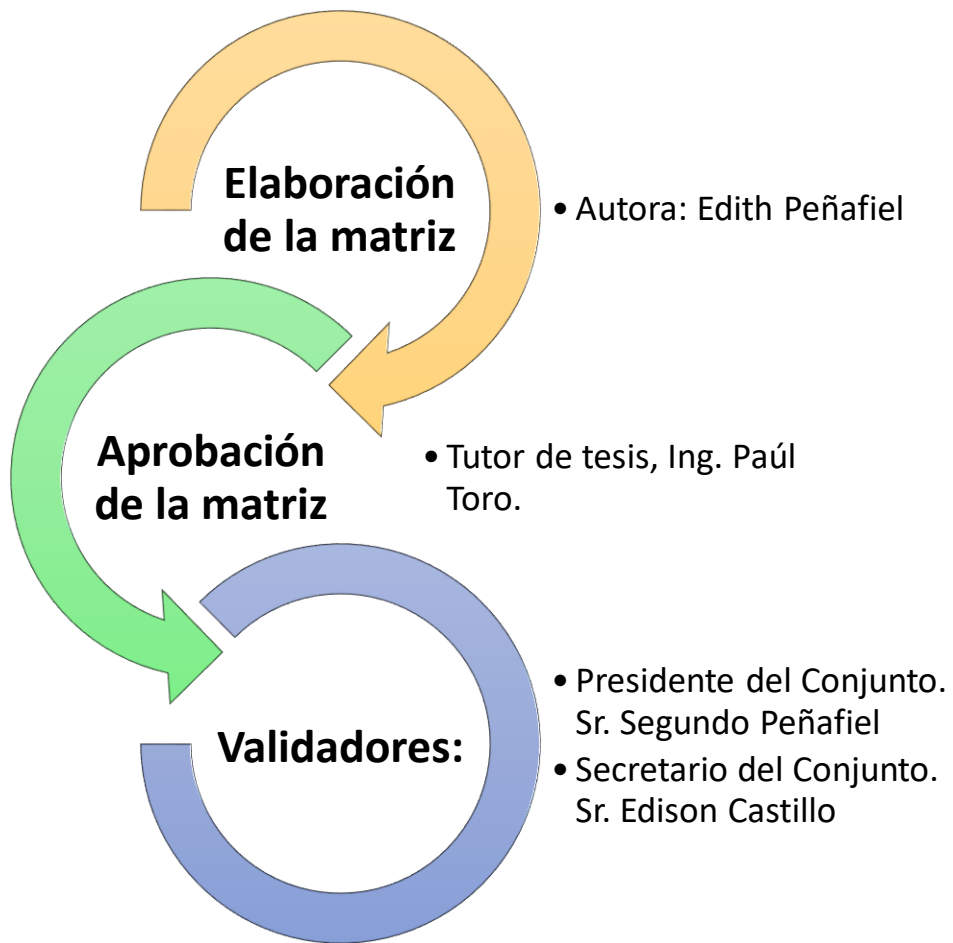 Elaboración
de la matriz
• Autora: Edith Peñafiel
Aprobación
de la matriz
• Tutor de tesis, Ing. Paúl
Toro.
Validadores:
• Presidente del Conjunto.
Sr. Segundo Peñafiel
• Secretario del Conjunto.
Sr. Edison Castillo